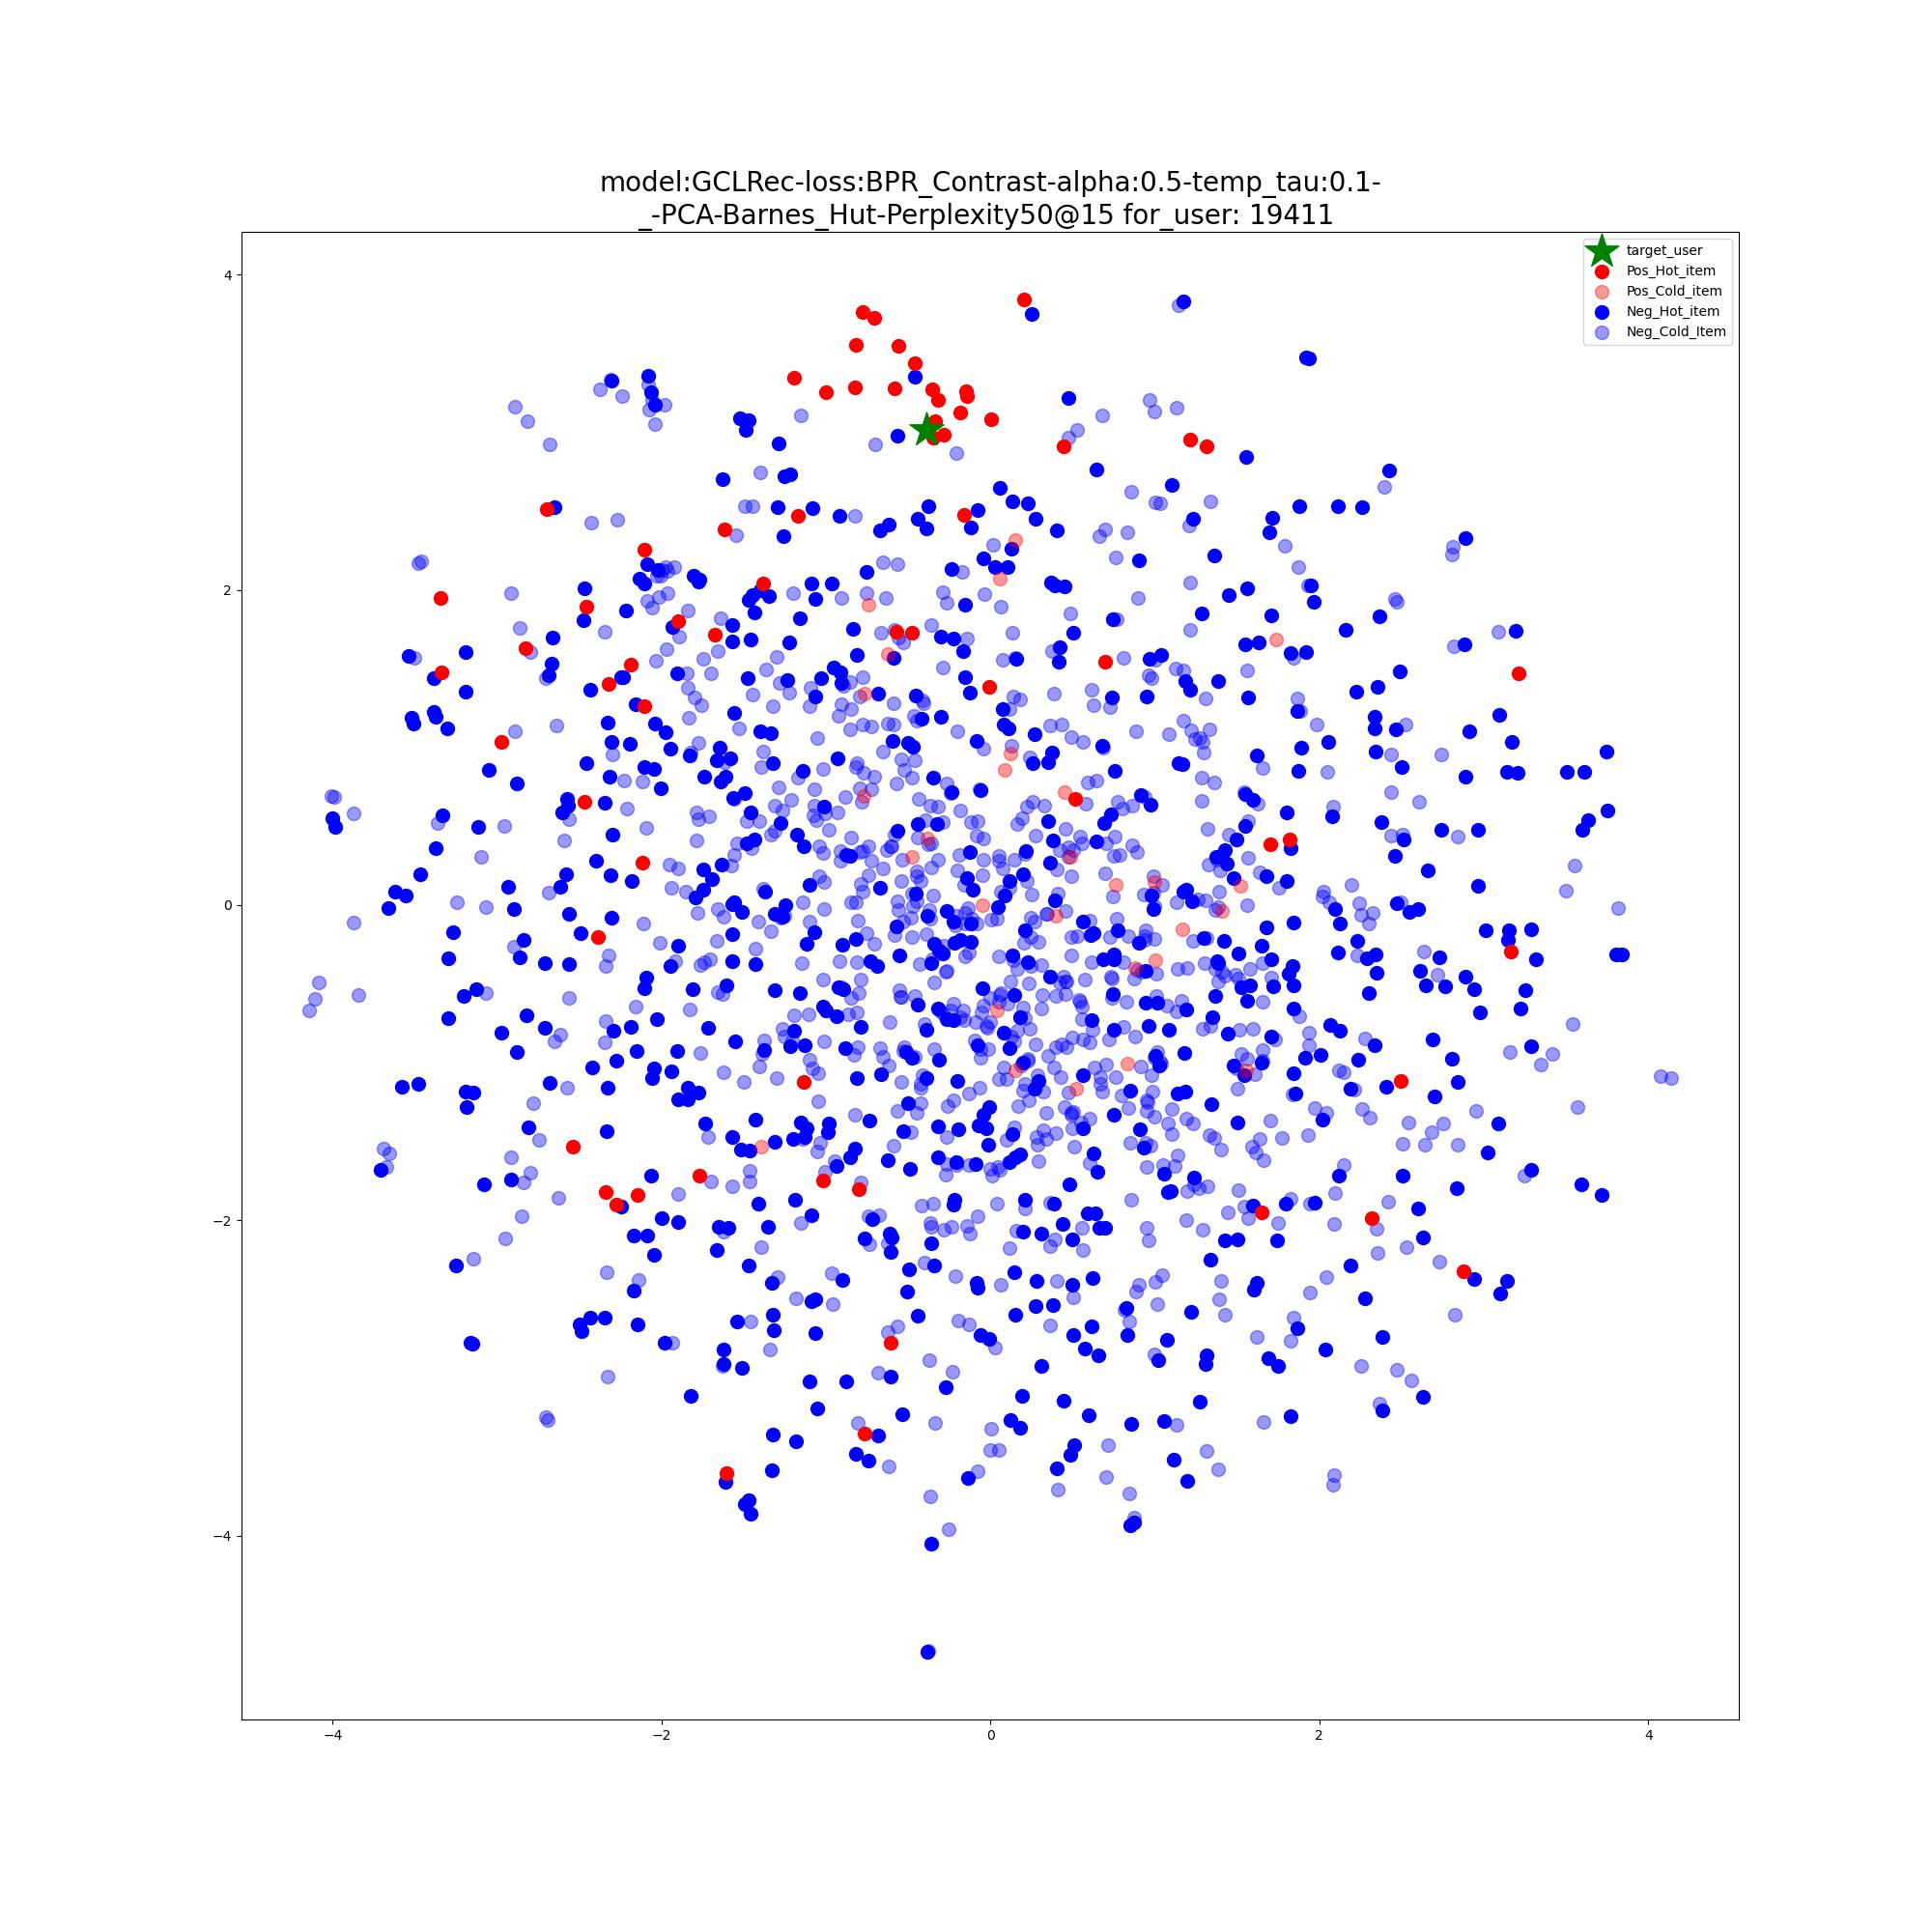 model:GCLRec-loss:BPR_Contrast-alpha:0.5-temp_tau:0.1-
_-PCA-Barnes_Hut-Perplexity50@15 for_user: 19411
target_user
Pos_Hot_item
Pos_Cold_item
Neg_Hot_item
Neg_Cold_Item
4
2
0
−2
−4
−4
−2
0
2
4